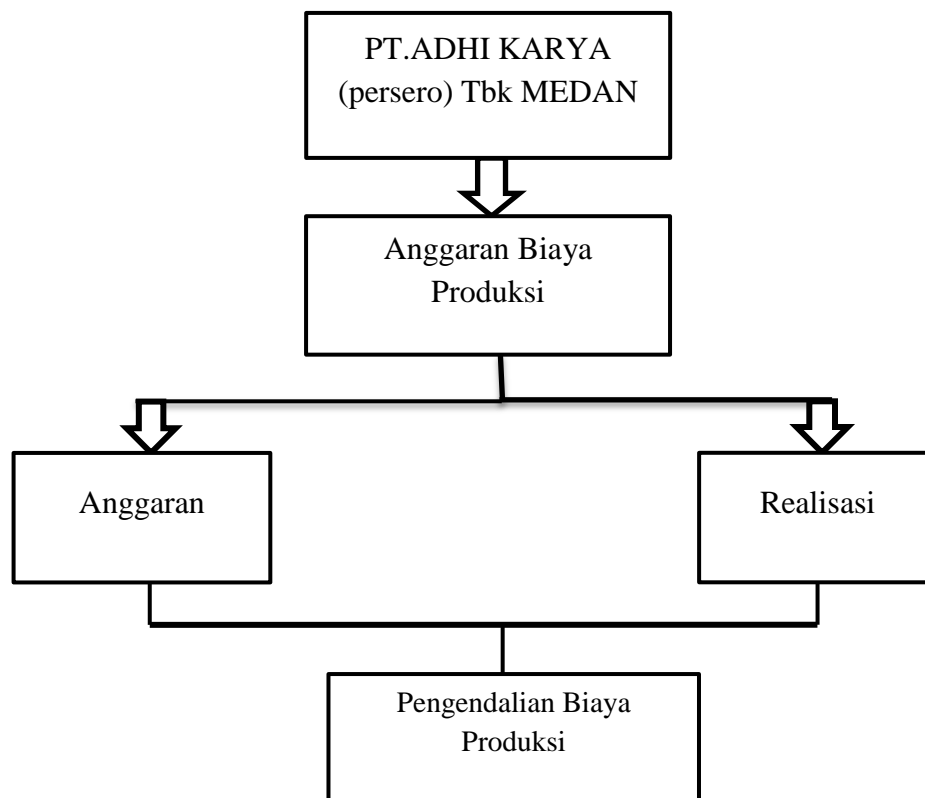 PT.ADHI KARYA
(persero) Tbk MEDAN
Anggaran Biaya
Produksi
Anggaran
Realisasi
Pengendalian Biaya
Produksi